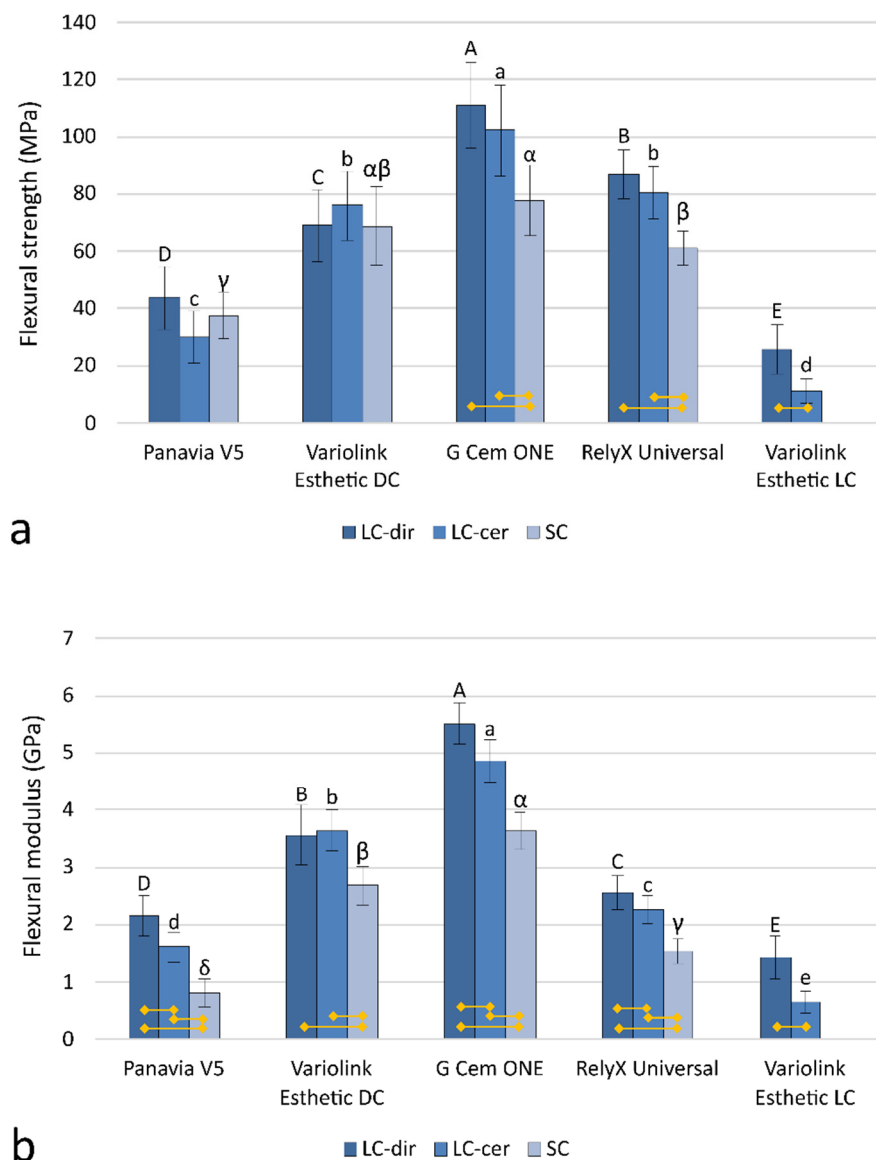 Flexural strength (MPa)
140
120
100
80
60
40
20
0
D c γ
C b αβ
A a α
B b β
E d
Panavia V5
Variolink
Esthetic DC
G Cem ONE
RelyX Universal
Variolink
Esthetic LC
a
LC-dir LC-cer SC
Flexural modulus (GPa)
7
6
5
4
3
2
1
0
D d δ
B b β
A a α
C c γ
E e
Panavia V5
Variolink
Esthetic DC
G Cem ONE
RelyX Universal
Variolink
Esthetic LC
b
LC-dir LC-cer SC